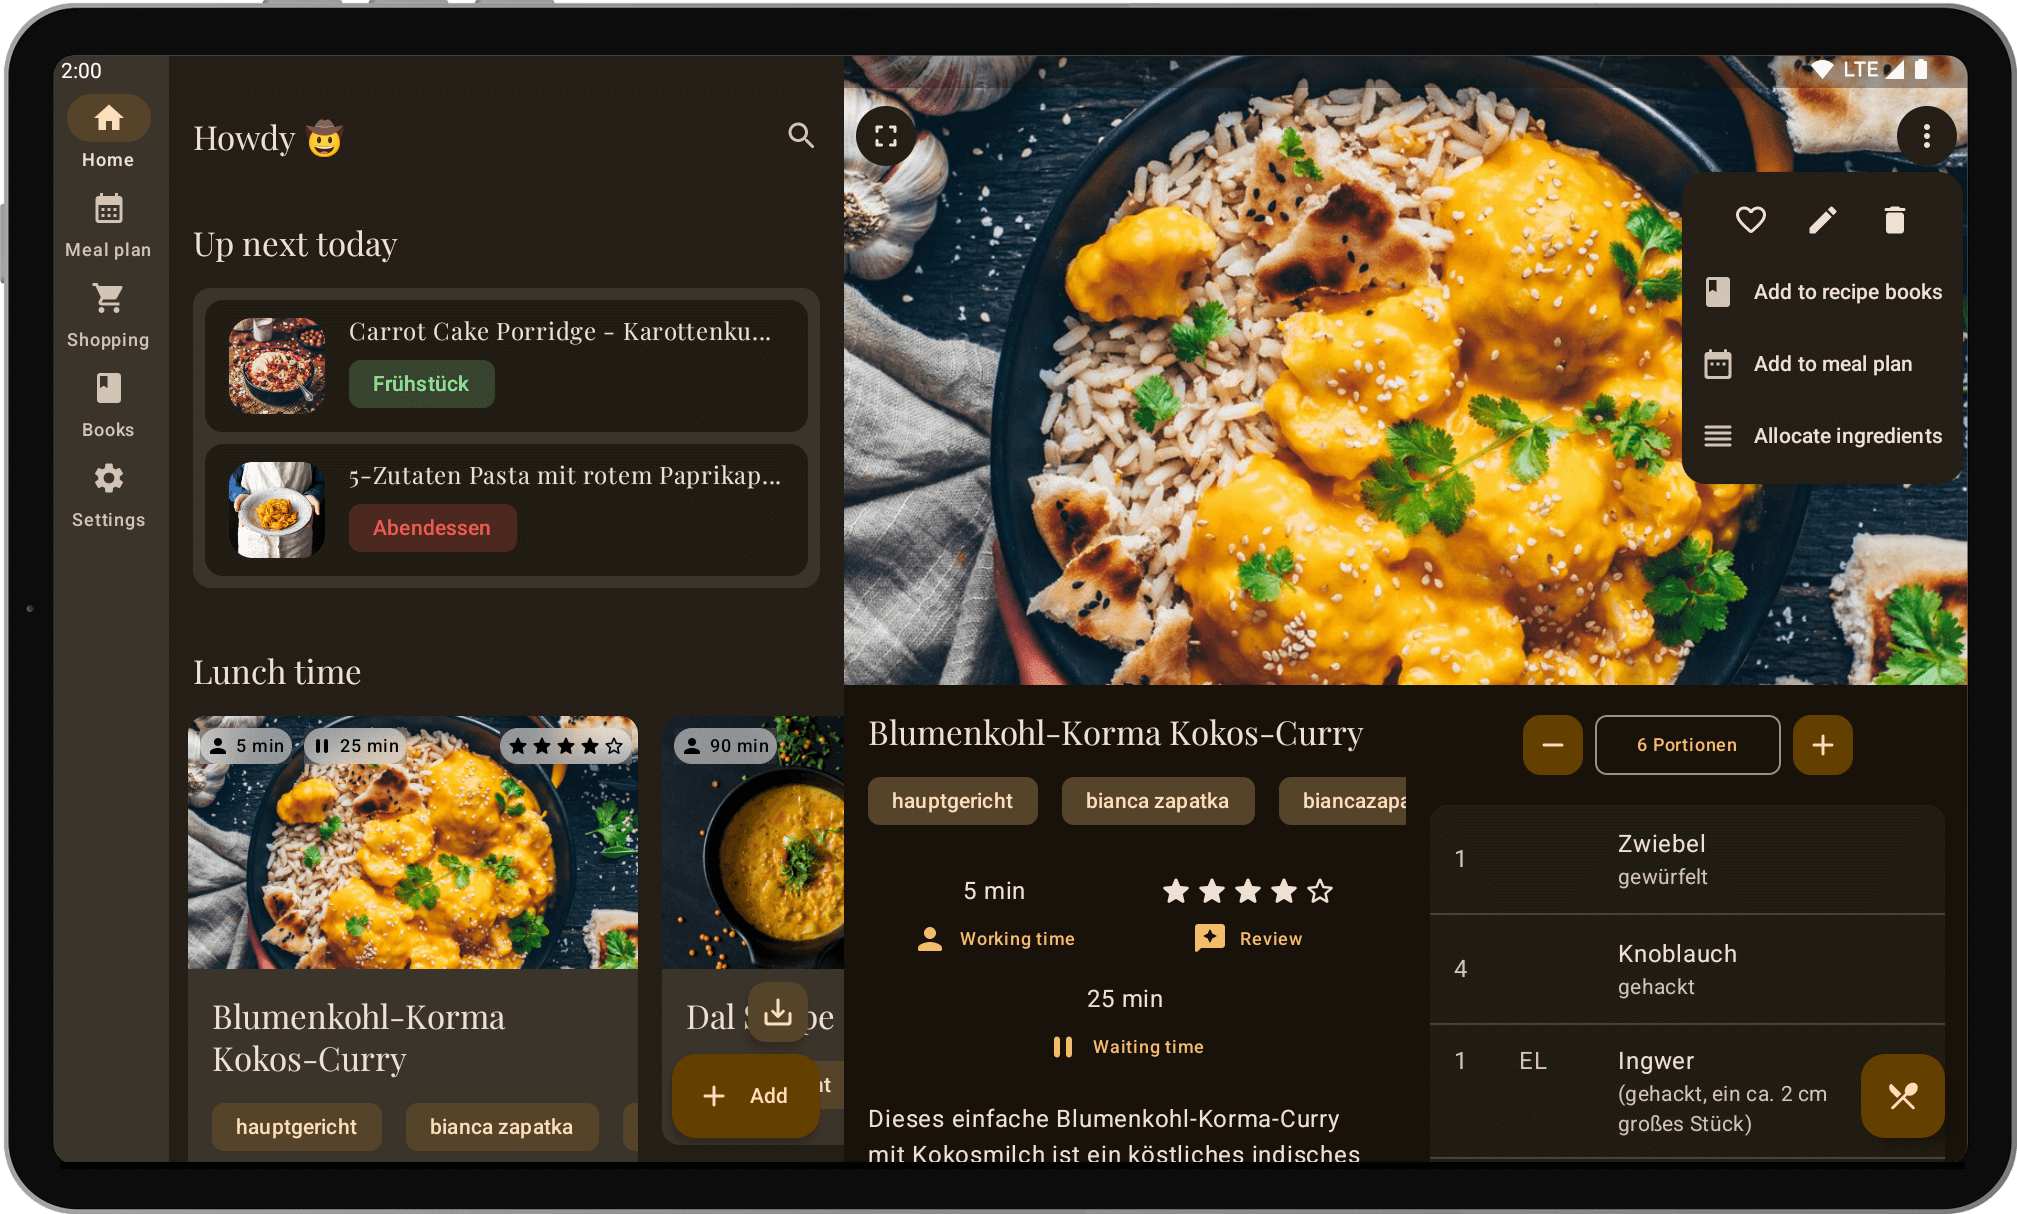 2:00
LTE
Home
Meal plan
Shopping
Books
Settings
Howdy 🤠
Up next today
Carrot Cake Porridge - Karottenku...
Frühstück
5-Zutaten Pasta mit rotem Paprikap...
Abendessen
Lunch time
5 min
25 min
90 min
Blumenkohl-Korma
Kokos-Curry
hauptgericht
bianca zapatka
Dal
Add
Add to recipe books
Add to meal plan
Allocate ingredients
Blumenkohl-Korma Kokos-Curry
hauptgericht
bianca zapatka
biancazapa
5 min
Working time
Review
25 min
Waiting time
Dieses einfache Blumenkohl-Korma-Curry
mit Kokosmilch ist ein köstliches indisches
6 Portionen
1 Zwiebel
gewürfelt
4 Knoblauch
gehackt
1 EL Ingwer
(gehackt, ein ca. 2 cm
großes Stück)